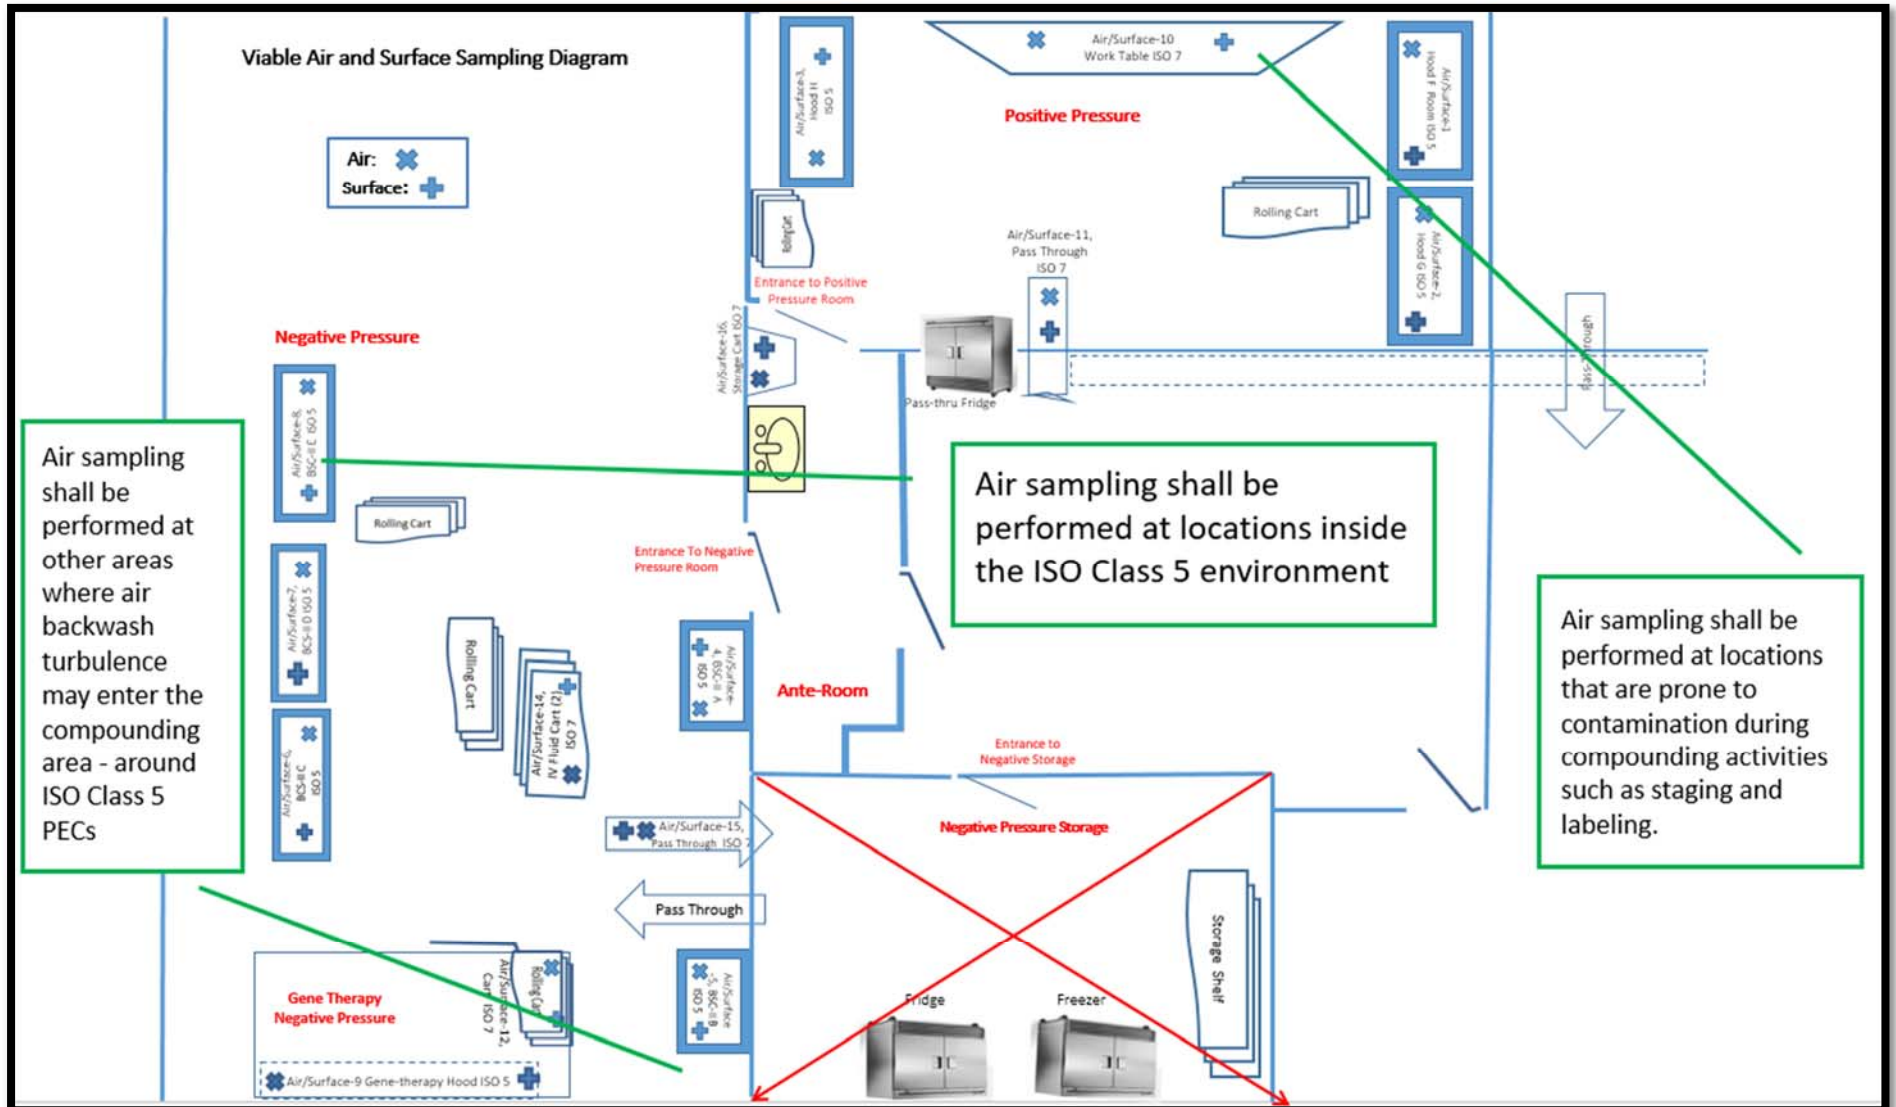 Viable Air and Surface Sampling Diagram
Air:
Surface:
Air/Surface-3,
Hood H
ISO 5
Air/Surface-10
Work Table ISO 7
Positive Pressure
Air/Surface-1
Hood F Room ISO 5
Rolling Cart
Rolling Cart
Air/Surface-2,
Hood G ISO 5
Air/Surface-11,
Pass Through
ISO 7
Entrance to Positive
Pressure Room
Air/Surface-16,
Storage Cart ISO 7
Pass-thru Fridge
Negative Pressure
Air/Surface-8,
BSC-II E ISO 5
Rolling Cart
Air sampling
shall be
performed at
other areas
where air
backwash
turbulence
may enter the
compounding
area - around
ISO Class 5
PECs
Air sampling shall be
performed at locations inside
the ISO Class 5 environment
Air sampling shall be
performed at locations
that are prone to
contamination during
compounding activities
such as staging and
labeling.
Entrance To Negative
Pressure Room
Air/Surface-7,
BCS-II D ISO 5
Rolling Cart
Air/Surface-14,
IV Fluid Cart (2)
ISO 7
Air/Surface-
4, BSC-II A
ISO 5
Ante-Room
Air/Surface-6,
BCS-II C
ISO 5
Entrance to
Negative Storage
Negative Pressure Storage
Air/Surface-15,
Pass Through ISO 7
Pass Through
Storage Shelf
Gene Therapy
Negative Pressure
Rolling Cart
Air/Surface-12,
Cart ISO 7
Air/Surface
-5, BSC-II B
ISO 5
Fridge
Freezer
Air/Surface-9 Gene-therapy Hood ISO 5